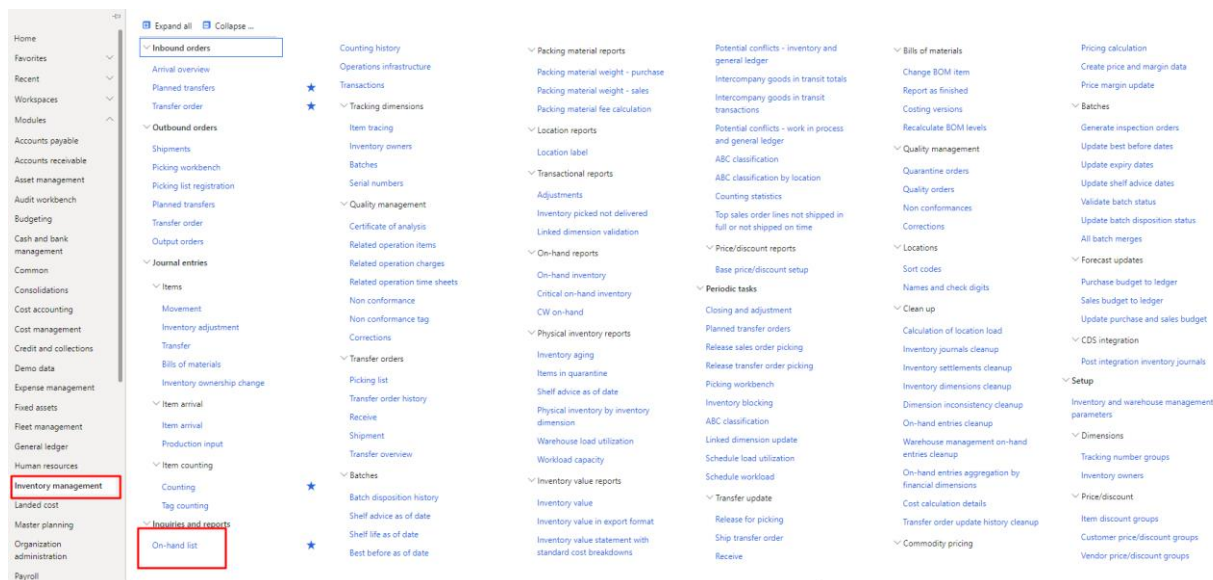 Home
Favorites
Recent
Workspaces
Modules
Accounts payable
Accounts receivable
Asset management
Audit workbench
Budgeting
Cash and bank
management
Common
Consolidations
Cost accounting
Cost management
Credit and collections
Demo data
Expense management
Fixed assets
Fleet management
General ledger
Human resources
Inventory management
Landed cost
Master planning
Organization
administration
Payroll
Expand all Collapse ...
Inbound orders
Arrival overview
Planned transfers
Transfer order
Outbound orders
Shipments
Picking workbench
Picking list registration
Planned transfers
Transfer order
Output orders
Journal entries
Items
Movement
Inventory adjustment
Transfer
Bills of materials
Inventory ownership change
Item arrival
Item arrival
Production input
Item counting
Counting
Tag counting
Inquiries and reports
On-hand list
Counting history
Operations infrastructure
Transactions
Tracking dimensions
Item tracing
Inventory owners
Batches
Serial numbers
Quality management
Certificate of analysis
Related operation items
Related operation charges
Related operation time sheets
Non conformance
Non conformance tag
Corrections
Transfer orders
Picking list
Transfer order history
Receive
Shipment
Transfer overview
Batches
Batch disposition history
Shelf advice as of date
Shelf life as of date
Best before as of date
Packing material reports
Packing material weight - purchase
Packing material weight - sales
Packing material fee calculation
Location reports
Location label
Transactional reports
Adjustments
Inventory picked not delivered
Linked dimension validation
On-hand reports
On-hand inventory
Critical on-hand inventory
CW on-hand
Physical inventory reports
Inventory aging
Items in quarantine
Shelf advice as of date
Physical inventory by inventory
dimension
Warehouse load utilization
Workload capacity
Inventory value reports
Inventory value
Inventory value in export format
Inventory value statement with
standard cost breakdowns
Potential conflicts - inventory and
general ledger
Intercompany goods in transit totals
Intercompany goods in transit
transactions
Potential conflicts - work in process
and general ledger
ABC classification
ABC classification by location
Counting statistics
Top sales order lines not shipped in
full or not shipped on time
Price/discount reports
Base price/discount setup
Periodic tasks
Closing and adjustment
Planned transfer orders
Release sales order picking
Release transfer order picking
Picking workbench
Inventory blocking
ABC classification
Linked dimension update
Schedule load utilization
Schedule workload
Transfer update
Release for picking
Ship transfer order
Receive
Bills of materials
Change BOM item
Report as finished
Costing versions
Recalculate BOM levels
Quality management
Quarantine orders
Quality orders
Non conformances
Corrections
Locations
Sort codes
Names and check digits
Clean up
Calculation of location load
Inventory journals cleanup
Inventory settlements cleanup
Inventory dimensions cleanup
Dimension inconsistency cleanup
On-hand entries cleanup
Warehouse management on-hand
entries cleanup
On-hand entries aggregation by
financial dimensions
Cost calculation details
Transfer order update history cleanup
Commodity pricing
Pricing calculation
Create price and margin data
Price margin update
Batches
Generate inspection orders
Update best before dates
Update expiry dates
Update shelf advice dates
Validate batch status
Update batch disposition status
All batch merges
Forecast updates
Purchase budget to ledger
Sales budget to ledger
Update purchase and sales budget
CDS integration
Post integration inventory journals
Setup
Inventory and warehouse management
parameters
Dimensions
Tracking number groups
Inventory owners
Price/discount
Item discount groups
Customer price/discount groups
Vendor price/discount groups